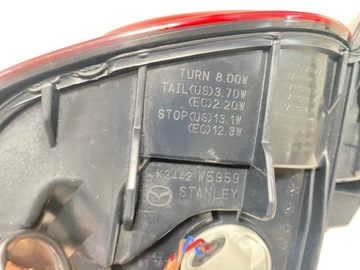 TURN 8.00W
TAIL(US)3.70W
(EC)2.20W
STOP(US)13.1W
(EC)12.3W
K2442 W5959
STANLEY